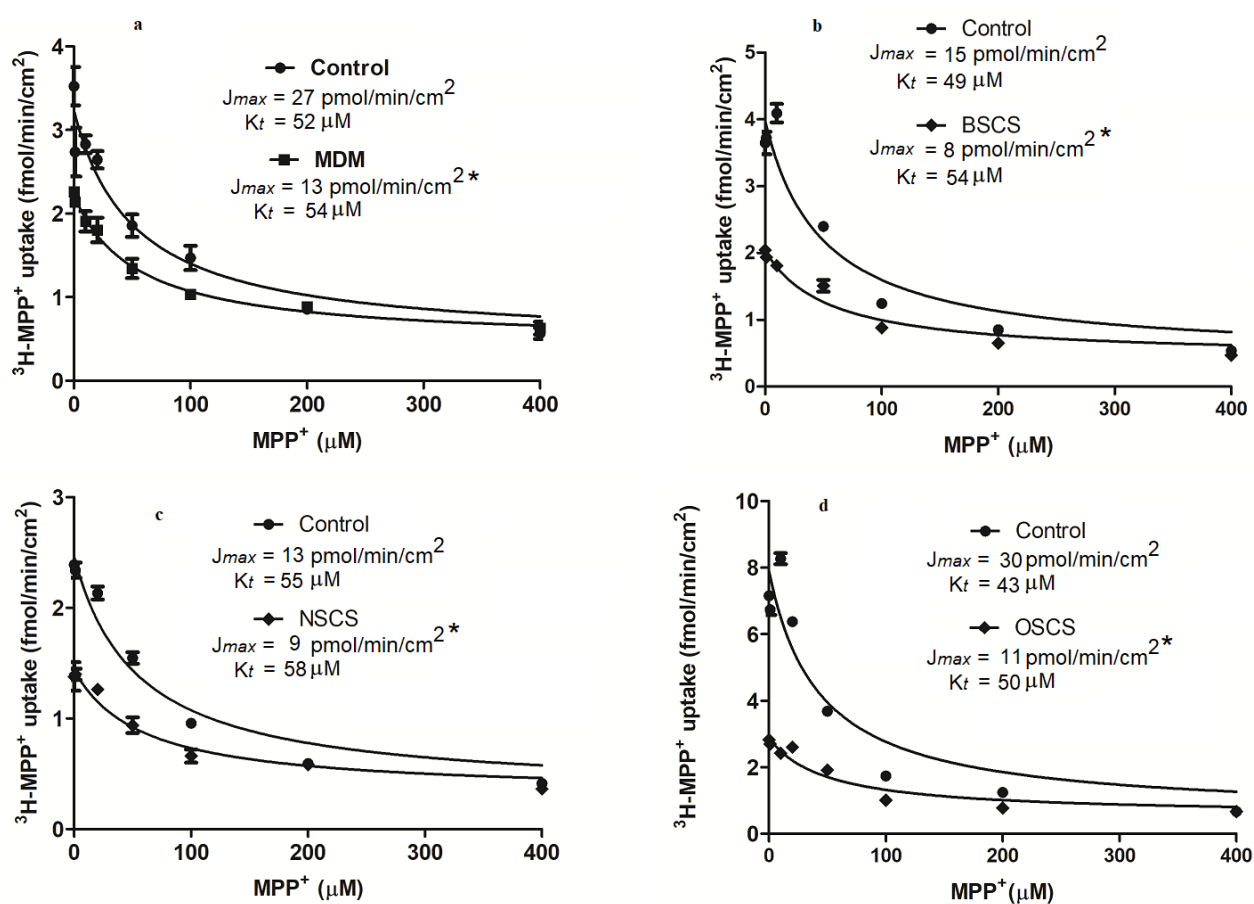 a
Control
Jmax = 27 pmol/min/cm2
Kt = 52 μM
MDM
Jmax = 13 pmol/min/cm2*
Kt = 54 μM
3H-MPP+ uptake (fmol/min/cm2)
4
3
2
1
0
0 100 200 300 400
MPP+ (μM)
b
Control
Jmax = 15 pmol/min/cm2
Kt = 49 μM
BSCS
Jmax = 8 pmol/min/cm2*
Kt = 54 μM
3H-MPP+ uptake (fmol/min/cm2)
5
4
3
2
1
0
0 100 200 300 400
MPP+ (μM)
c
Control
Jmax = 13 pmol/min/cm2
Kt = 55 μM
NSCS
Jmax = 9 pmol/min/cm2*
Kt = 58 μM
3H-MPP+ uptake (fmol/min/cm2)
3
2
1
0
0 100 200 300 400
MPP+ (μM)
d
Control
Jmax = 30 pmol/min/cm2
Kt = 43 μM
OSCS
Jmax = 11 pmol/min/cm2*
Kt = 50 μM
3H-MPP+ uptake (fmol/min/cm2)
10
8
6
4
2
0
0 100 200 300 400
MPP+(μM)